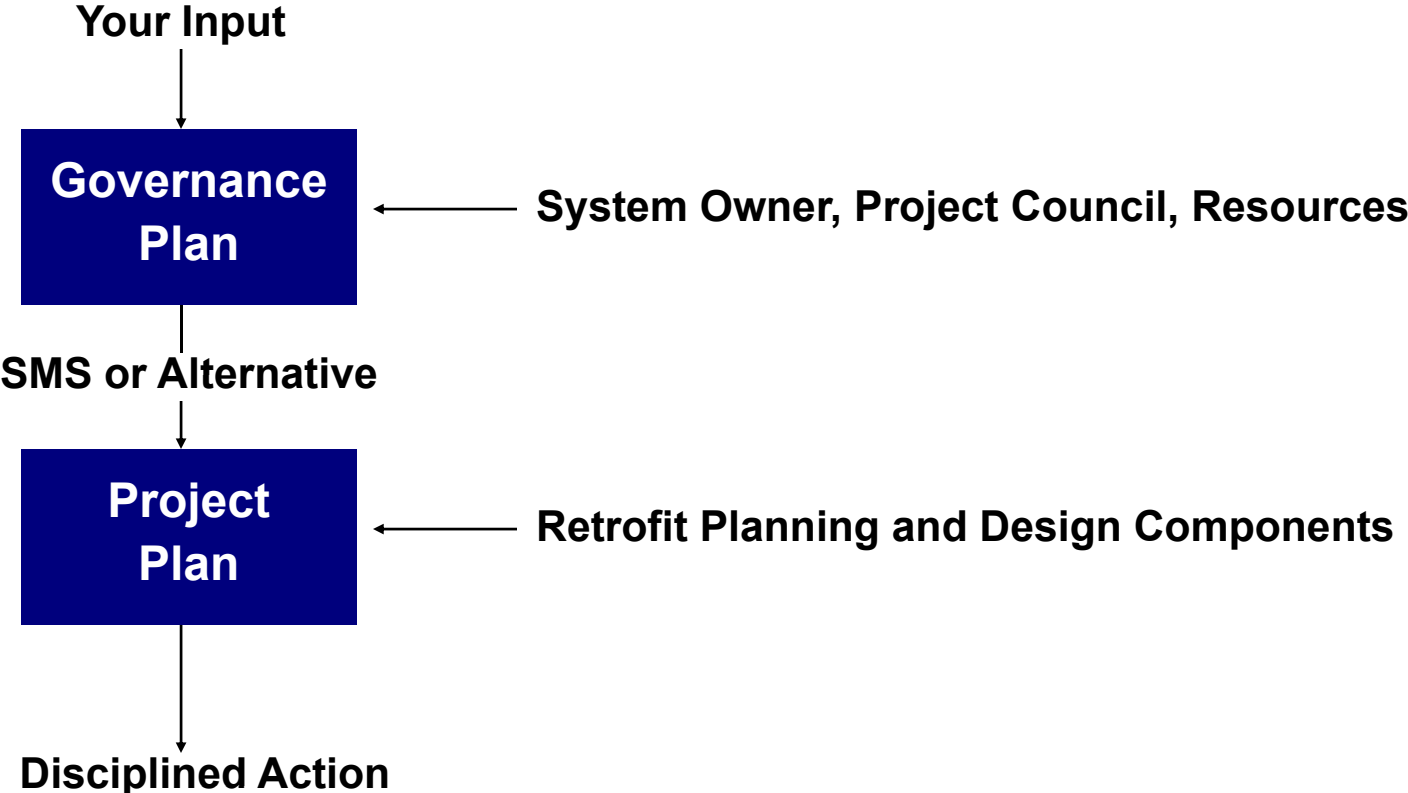 Your Input
Governance
Plan
System Owner, Project Council, Resources
SMS or Alternative
Project
Plan
Retrofit Planning and Design Components
Disciplined Action